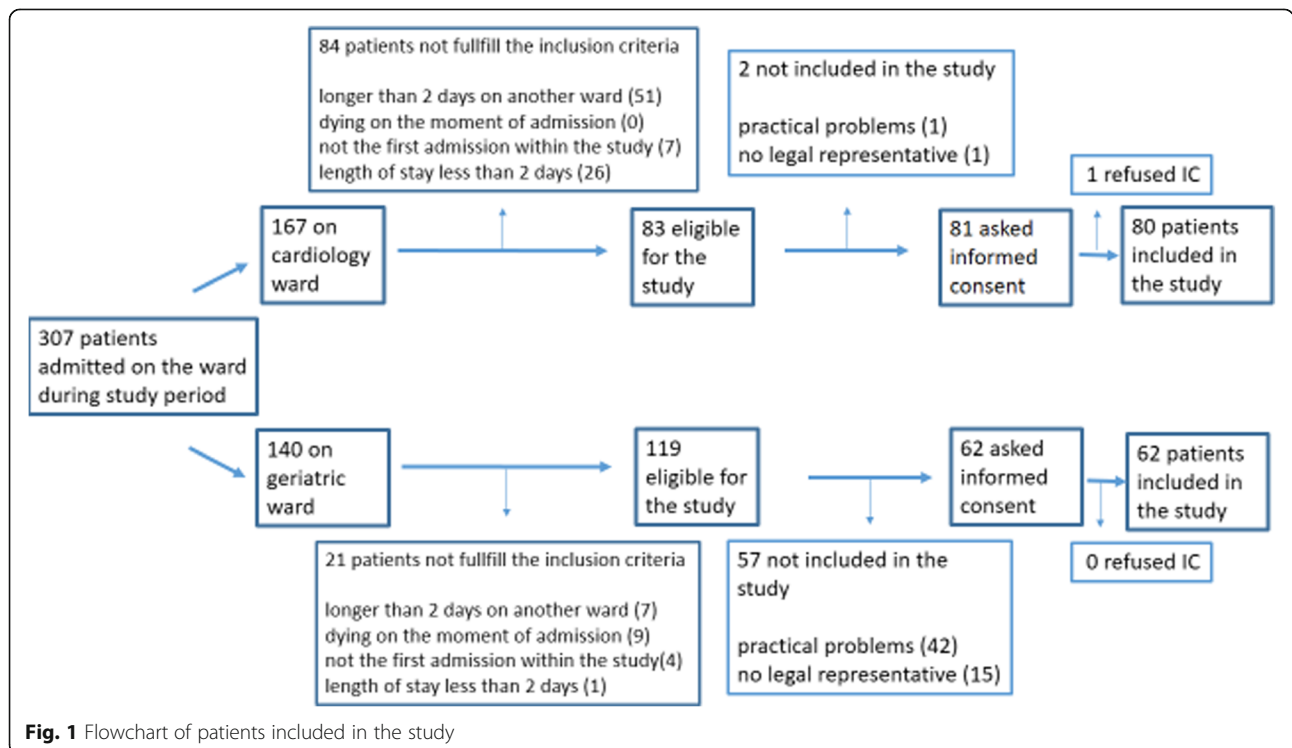 84 patients not fullfill the inclusion criteria
longer than 2 days on another ward (51)
dying on the moment of admission (0)
not the first admission within the study (7)
length of stay less than 2 days (26)
2 not included in the study
practical problems (1)
no legal representative (1)
1 refused IC
167 on
cardiology
ward
83 eligible
for the
study
81 asked
informed
consent
80 patients
included in
the study
307 patients
admitted on the ward
during study period
140 on
geriatric
ward
119
eligible for
the study
62 asked
informed
consent
62 patients
included in
the study
21 patients not fullfill the inclusion criteria
longer than 2 days on another ward (7)
dying on the moment of admission (9)
not the first admission within the study(4)
length of stay less than 2 days (1)
57 not included in the
study
practical problems (42)
no legal representative (15)
0 refused IC
Fig. 1 Flowchart of patients included in the study